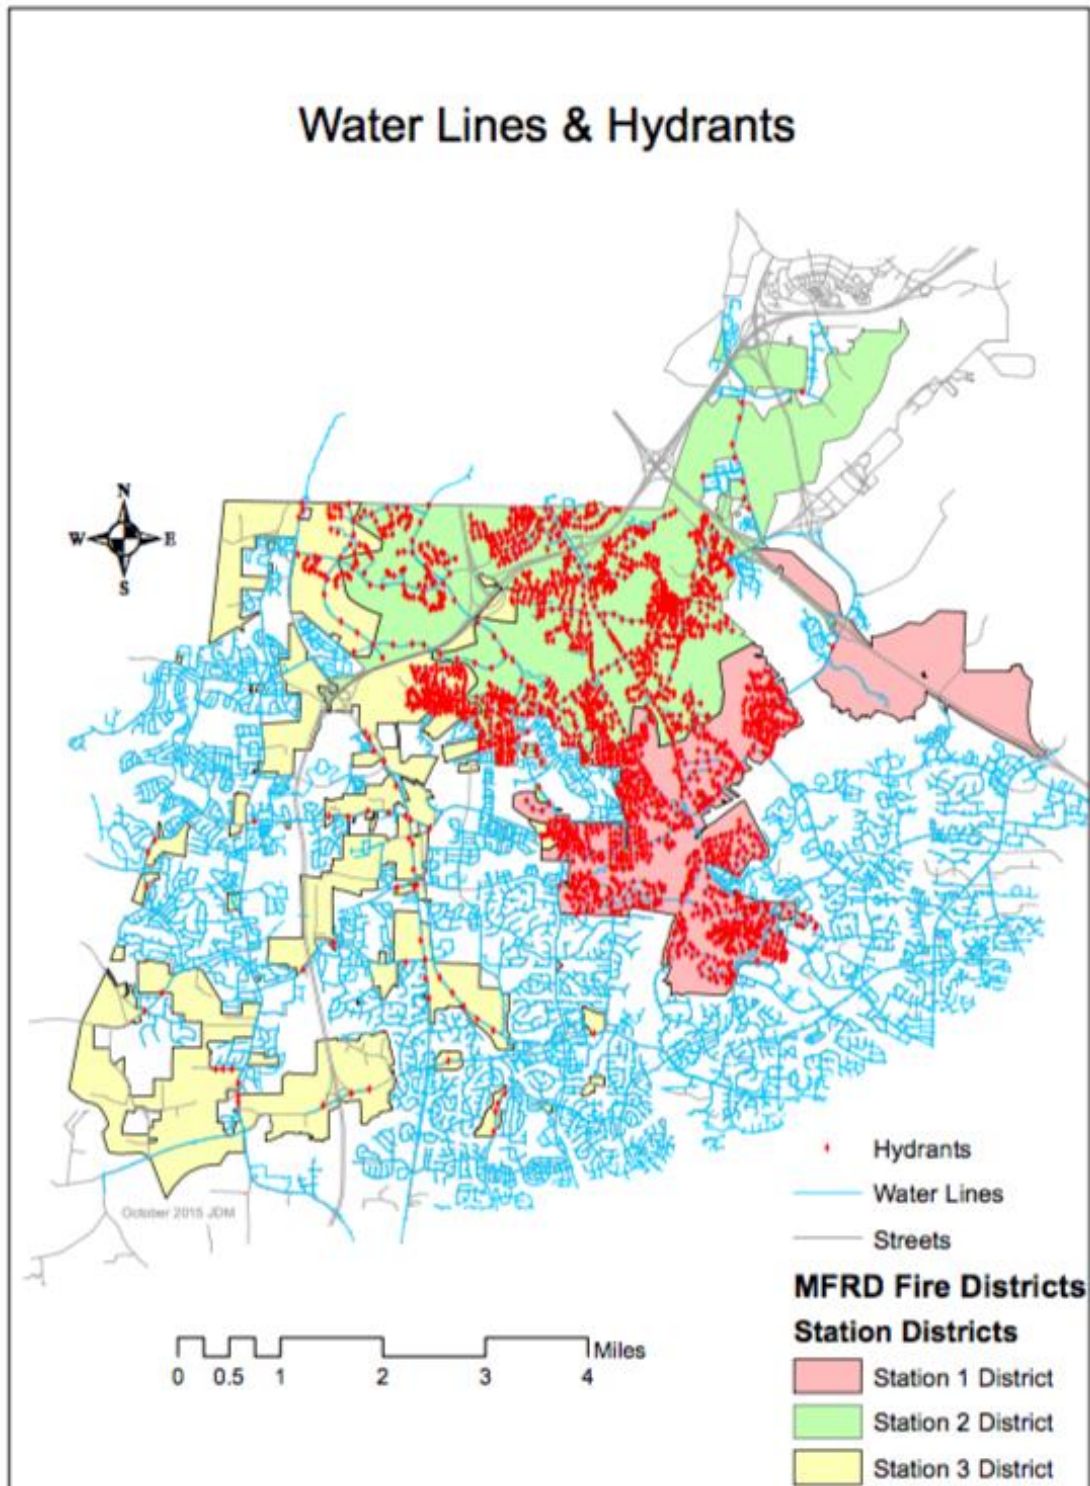 Water Lines & Hydrants
N
W E
S
Hydrants
Water Lines
October 2015 JDM
Streets
MFRD Fire Districts
Station Districts
Miles
0 0.5 1 2 3 4
Station 1 District
Station 2 District
Station 3 District